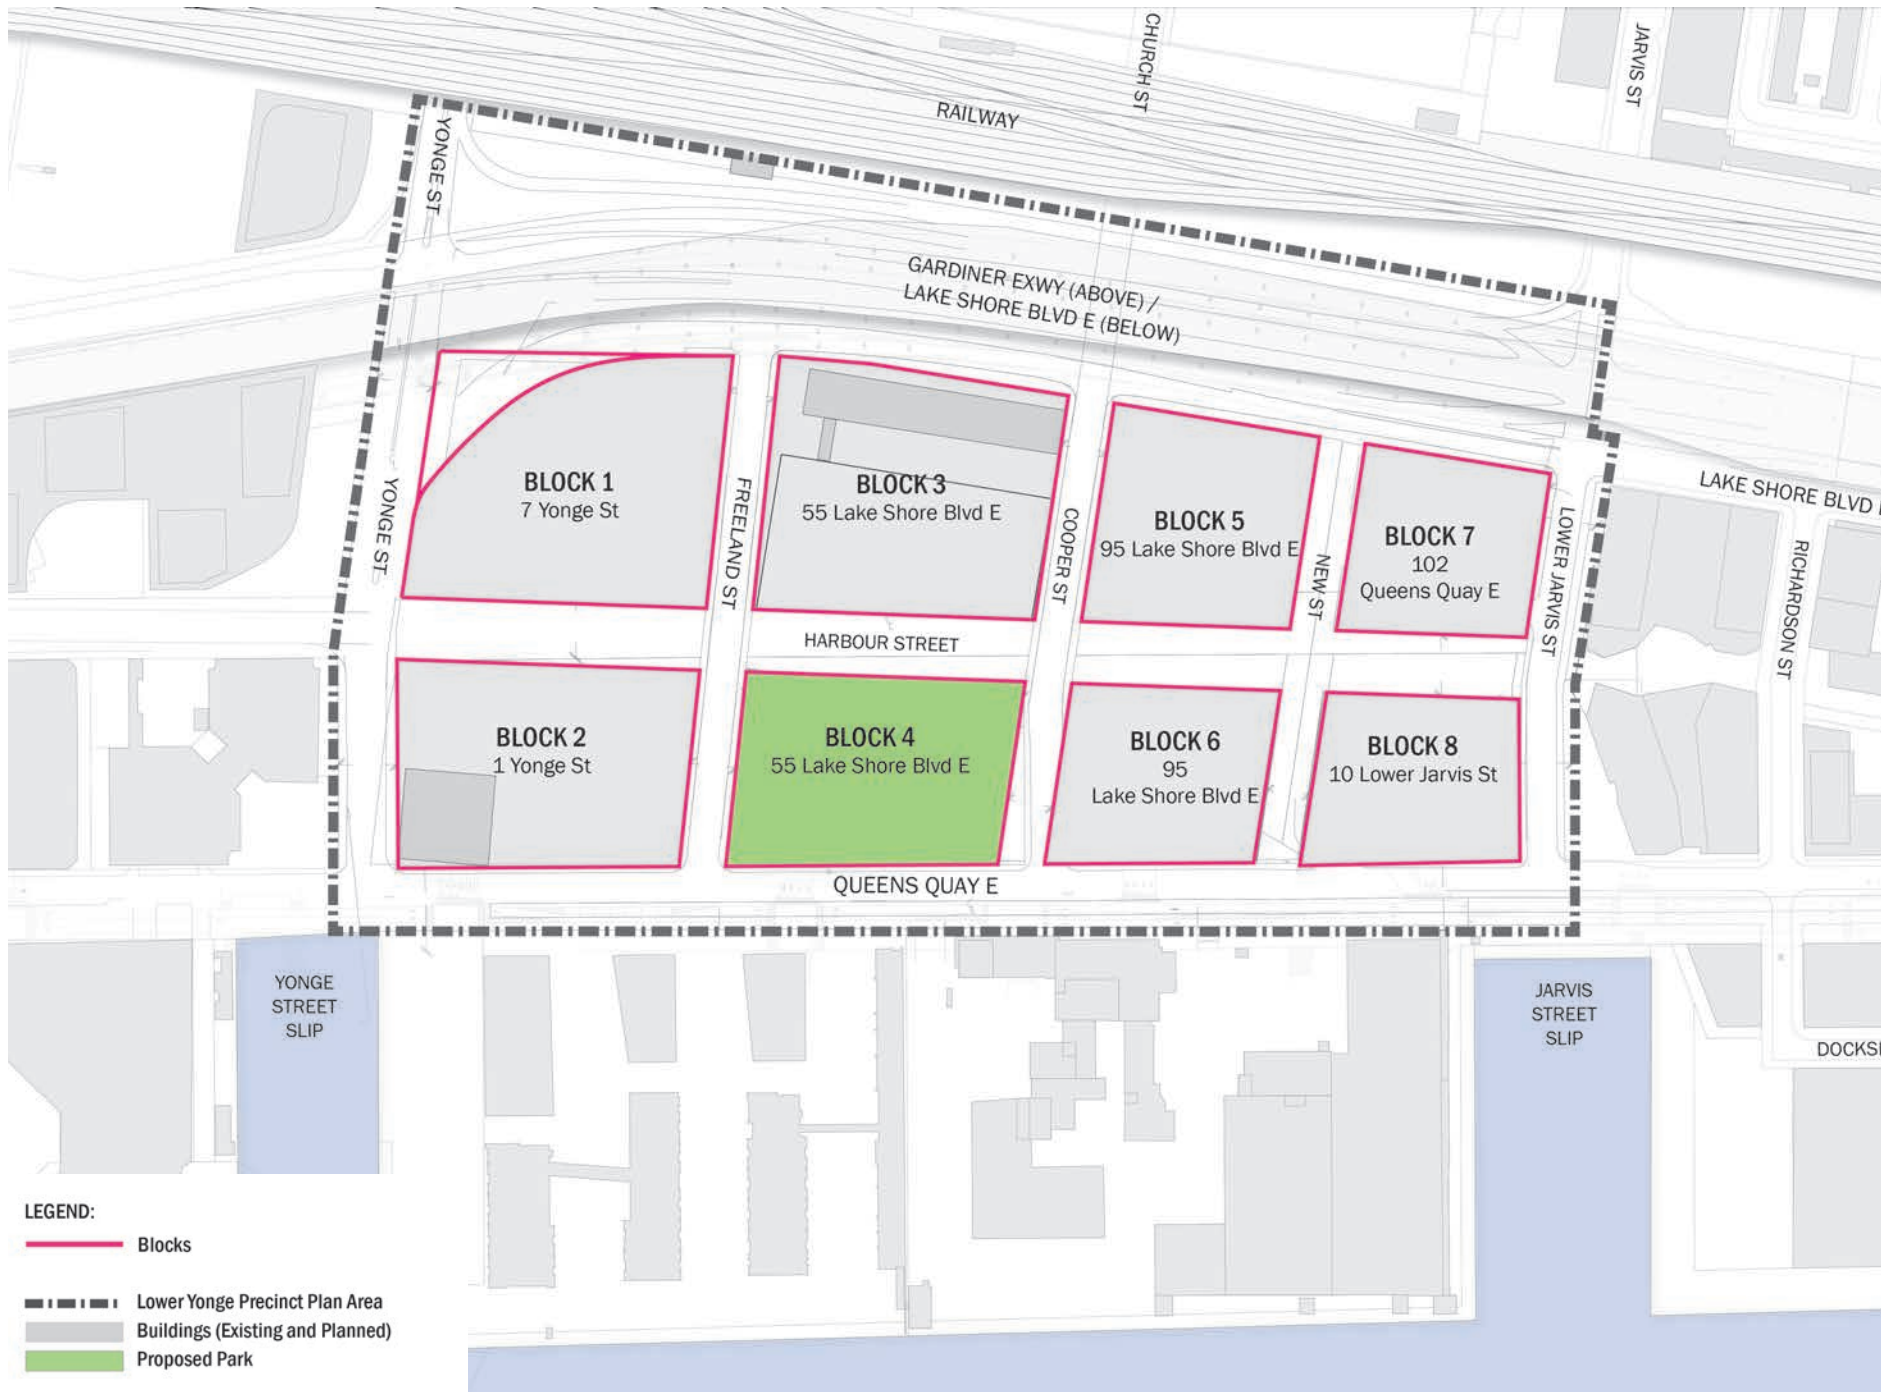 CHURCH ST
JARVIS ST
RAILWAY
YONGE ST
GARDINER EXWY (ABOVE) /
LAKE SHORE BLVD E (BELOW)
BLOCK 1
7 Yonge St
BLOCK 3
55 Lake Shore Blvd E
BLOCK 5
95 Lake Shore Blvd E
BLOCK 7
102
Queens Quay E
LAKE SHORE BLVD
YONGE ST
FREELAND ST
COOPER ST
NEW ST
LOWER JARVIS ST
RICHARDSON ST
HARBOUR STREET
BLOCK 2
1 Yonge St
BLOCK 4
55 Lake Shore Blvd E
BLOCK 6
95
Lake Shore Blvd E
BLOCK 8
10 Lower Jarvis St
QUEENS QUAY E
YONGE
STREET
SLIP
JARVIS
STREET
SLIP
DOCKS
LEGEND:
Blocks
Lower Yonge Precinct Plan Area
Buildings (Existing and Planned)
Proposed Park